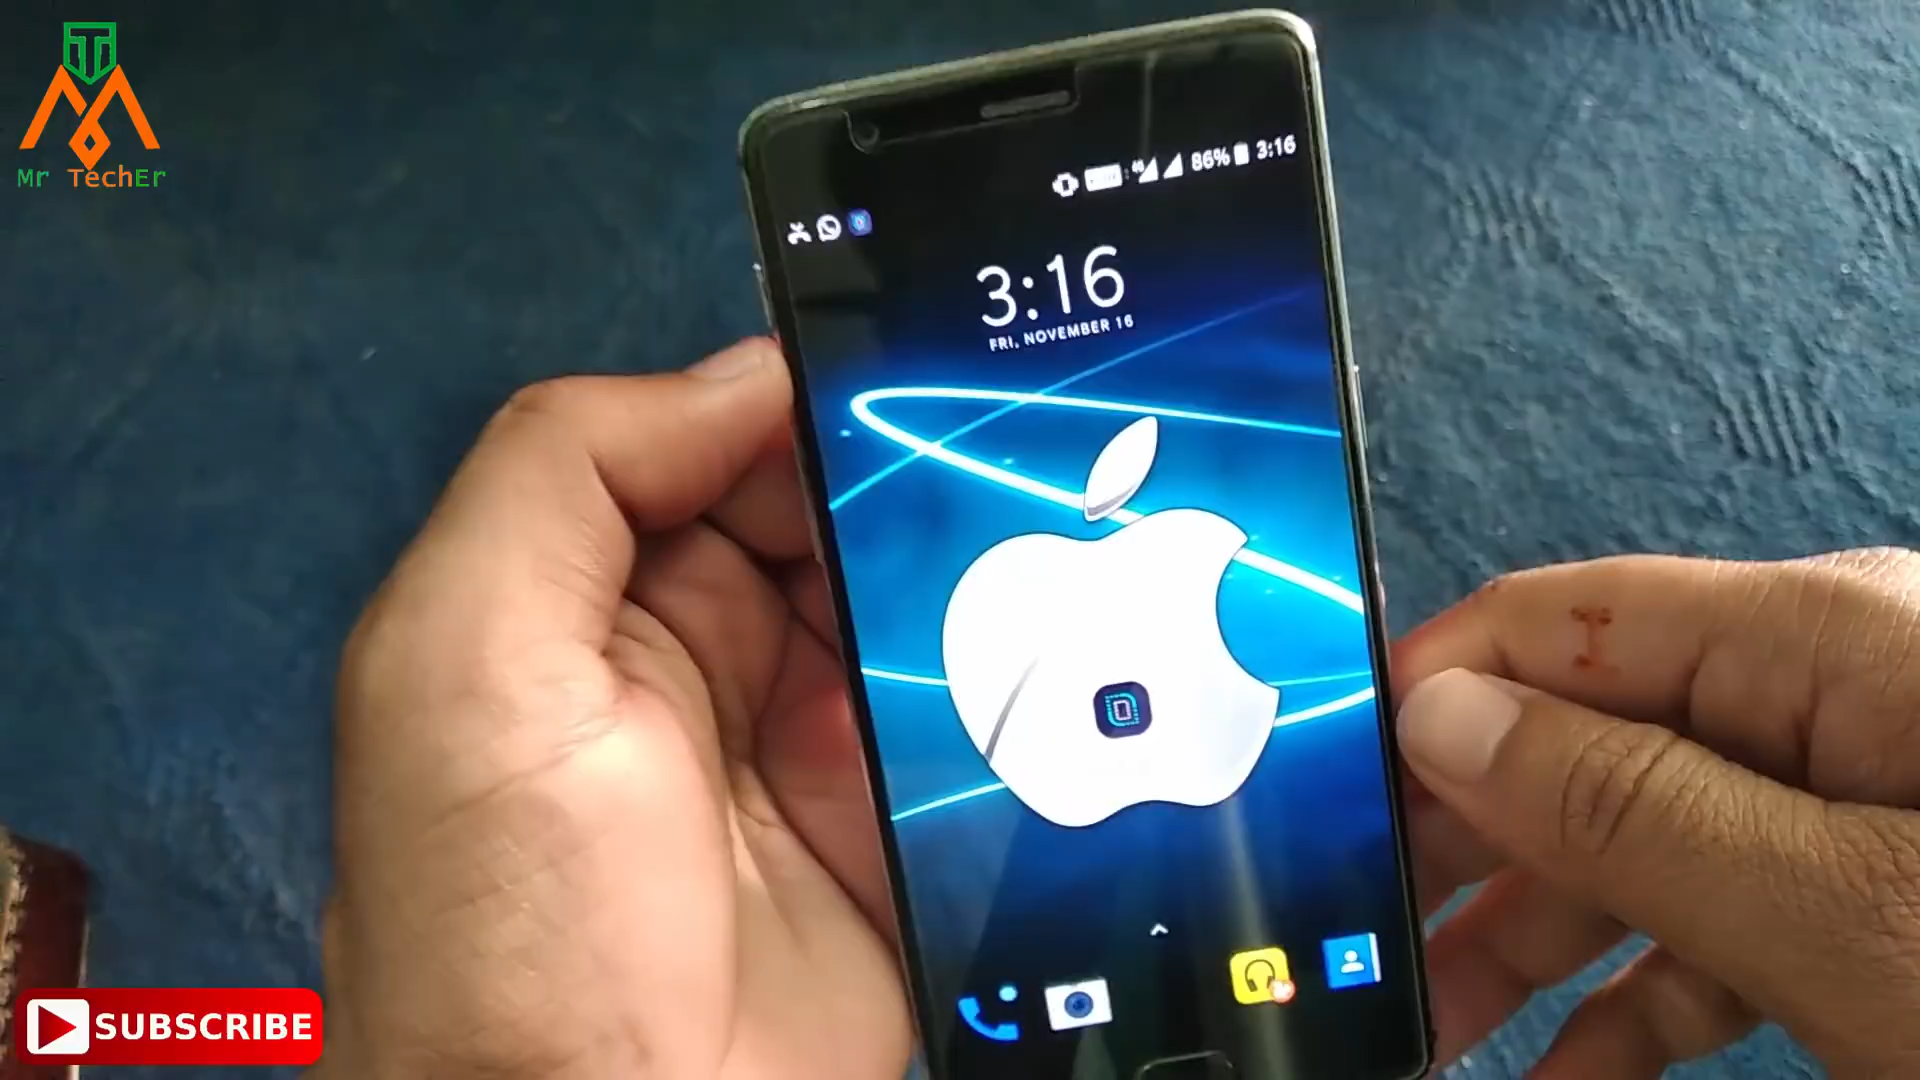 Mr TechEr
86% 3:16
3:16
FRI, NOVEMBER 16
SUBSCRIBE